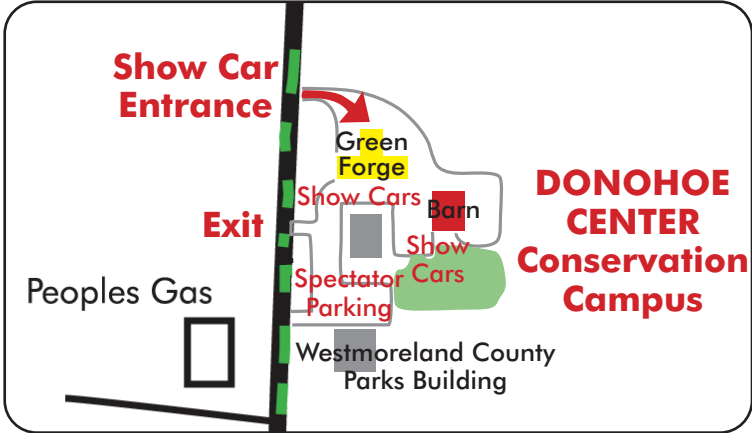 Show Car
Entrance
Green
Forge
Show Cars
Barn
DONOHOE
CENTER
Conservation
Campus
Exit
Show
Cars
Spectator
Parking
Peoples Gas
Westmoreland County
Parks Building